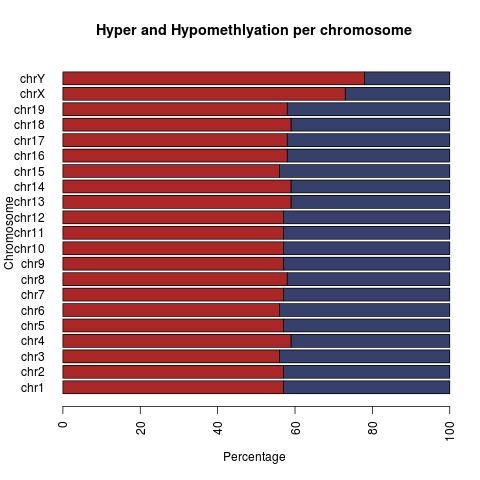 Hyper and Hypomethlyation per chromosome
chrY
chrX
chr19
chr18
chr17
chr16
chr15
chr14
chr13
chr12
chr11
chr10
chr9
chr8
chr7
chr6
chr5
chr4
chr3
chr2
chr1
Chromosome
0 20 40 60 80 100
Percentage